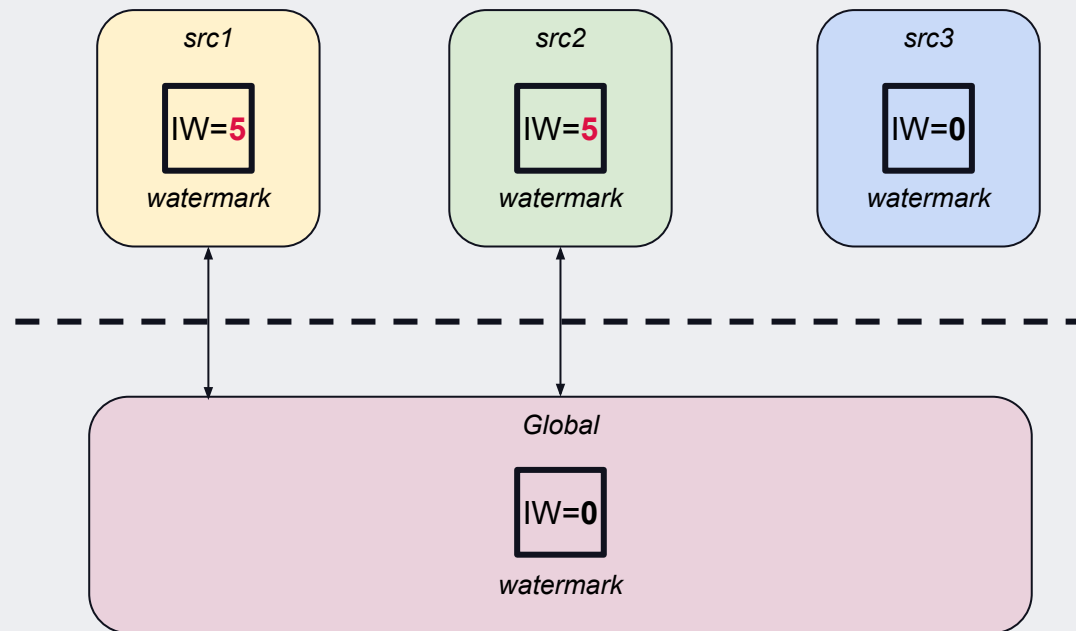 src1
IW=5
watermark
src2
IW=5
watermark
src3
IW=0
watermark
Global
IW=0
watermark